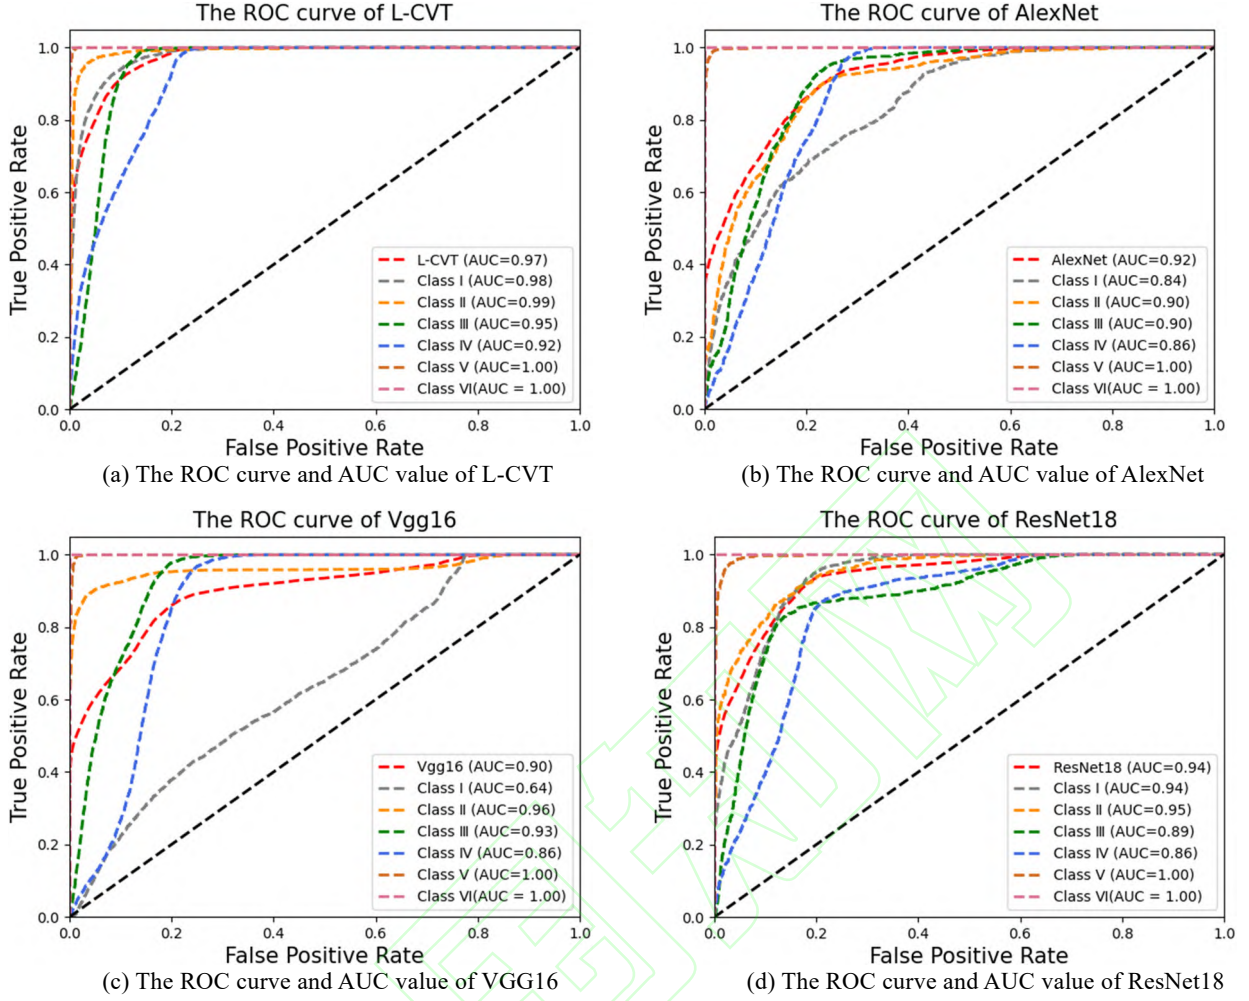 The ROC curve of L-CVT
True Positive Rate
1.0
0.8
0.6
0.4
0.2
0.0
L-CVT (AUC=0.97)
Class Ⅰ (AUC=0.98)
Class Ⅱ (AUC=0.99)
Class Ⅲ (AUC=0.95)
Class IV (AUC=0.92)
Class V (AUC=1.00)
Class VI(AUC = 1.00)
0.0 0.2 0.4 0.6 0.8 1.0
False Positive Rate
(a) The ROC curve and AUC value of L-CVT
The ROC curve of AlexNet
True Positive Rate
1.0
0.8
0.6
0.4
0.2
0.0
AlexNet (AUC=0.92)
Class Ⅰ (AUC=0.84)
Class Ⅱ (AUC=0.90)
Class Ⅲ (AUC=0.90)
Class IV (AUC=0.86)
Class V (AUC=1.00)
Class VI(AUC = 1.00)
0.0 0.2 0.4 0.6 0.8 1.0
False Positive Rate
(b) The ROC curve and AUC value of AlexNet
The ROC curve of Vgg16
True Positive Rate
1.0
0.8
0.6
0.4
0.2
0.0
Vgg16 (AUC=0.90)
Class Ⅰ (AUC=0.64)
Class Ⅱ (AUC=0.96)
Class Ⅲ (AUC=0.93)
Class IV (AUC=0.86)
Class V (AUC=1.00)
Class VI(AUC = 1.00)
0.0 0.2 0.4 0.6 0.8 1.0
False Positive Rate
(c) The ROC curve and AUC value of VGG16
The ROC curve of ResNet18
True Positive Rate
1.0
0.8
0.6
0.4
0.2
0.0
ResNet18 (AUC=0.94)
Class Ⅰ (AUC=0.94)
Class Ⅱ (AUC=0.95)
Class Ⅲ (AUC=0.89)
Class IV (AUC=0.86)
Class V (AUC=1.00)
Class VI(AUC = 1.00)
0.0 0.2 0.4 0.6 0.8 1.0
False Positive Rate
(d) The ROC curve and AUC value of ResNet18